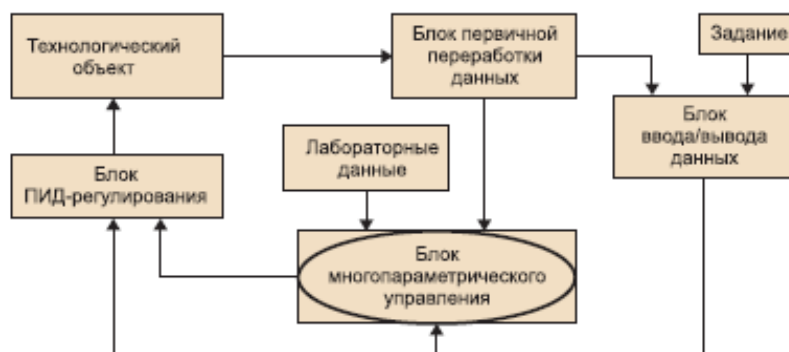 Технологический
объект
Блок первичной
переработки
данных
Задание
Блок
ввода/вывода
данных
Лабораторные
данные
Блок
ПИД-регулирования
Блок
многопараметрического
управления